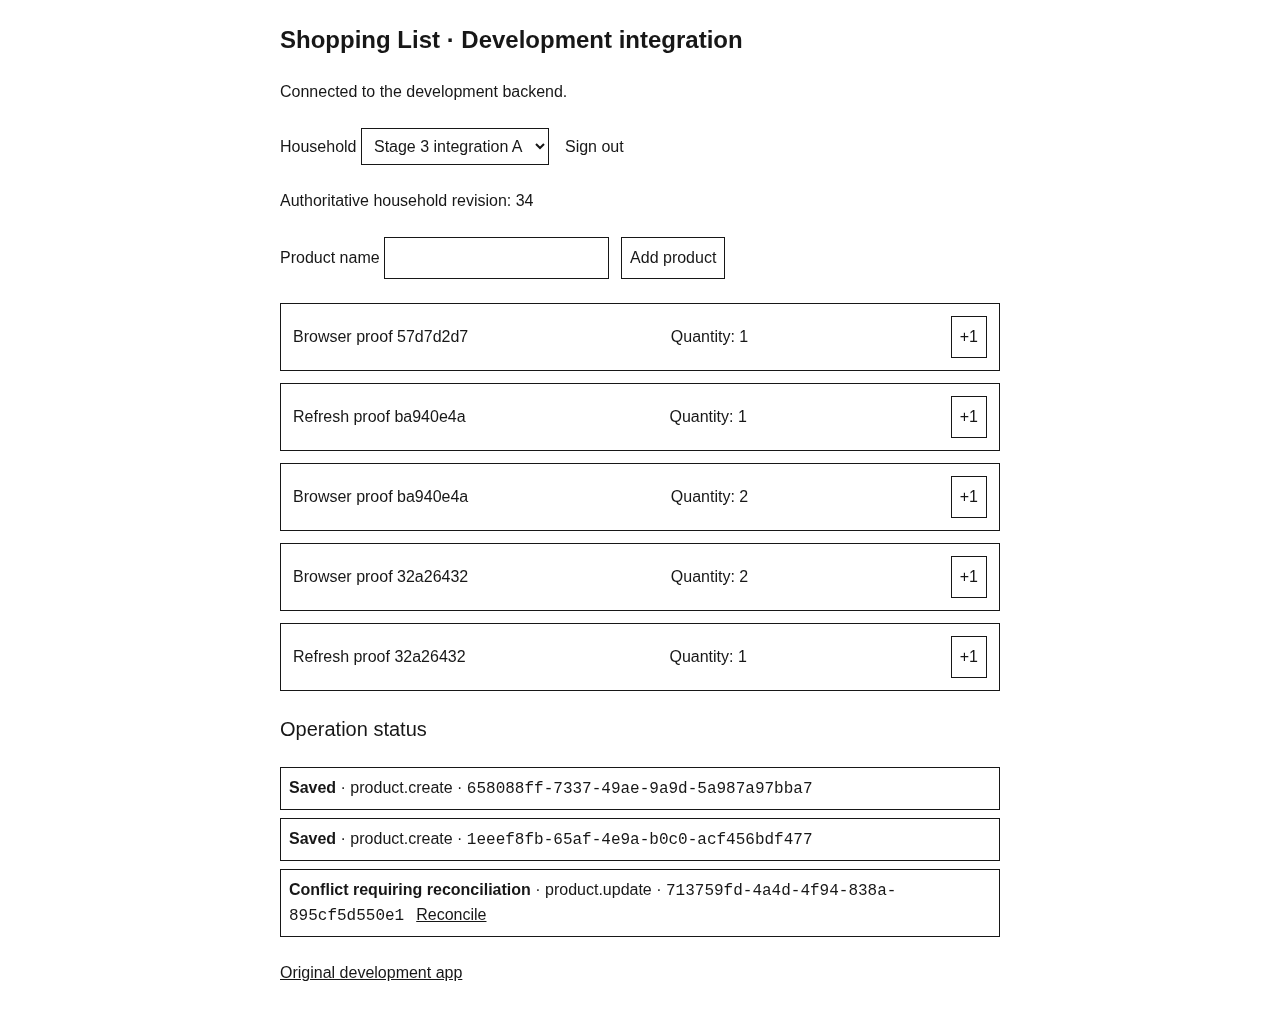 Shopping List · Development integration
Connected to the development backend.
Household Stage 3 integration A Sign out
Authoritative household revision: 34
Product name Add product
Browser proof 57d7d2d7 Quantity: 1 +1
Refresh proof ba940e4a Quantity: 1 +1
Browser proof ba940e4a Quantity: 2 +1
Browser proof 32a26432 Quantity: 2 +1
Refresh proof 32a26432 Quantity: 1 +1
Operation status
Saved · product.create · 658088ff-7337-49ae-9a9d-5a987a97bba7
Saved · product.create · 1eeef8fb-65af-4e9a-b0c0-acf456bdf477
Conflict requiring reconciliation · product.update · 713759fd-4a4d-4f94-838a-
895cf5d550e1 Reconcile
Original development app